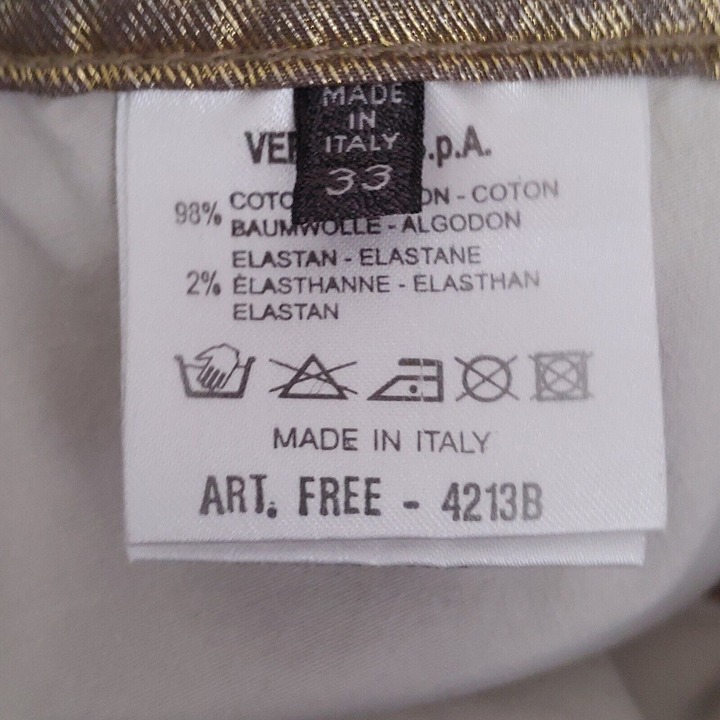 MADE
IN
ITALY
33
VE .p.A.
98% COTO ON - COTON
BAUMWOLLE - ALGODON
ELASTAN - ELASTANE
2% ÉLASTHANNE - ELASTHAN
ELASTAN
MADE IN ITALY
ART. FREE - 4213B